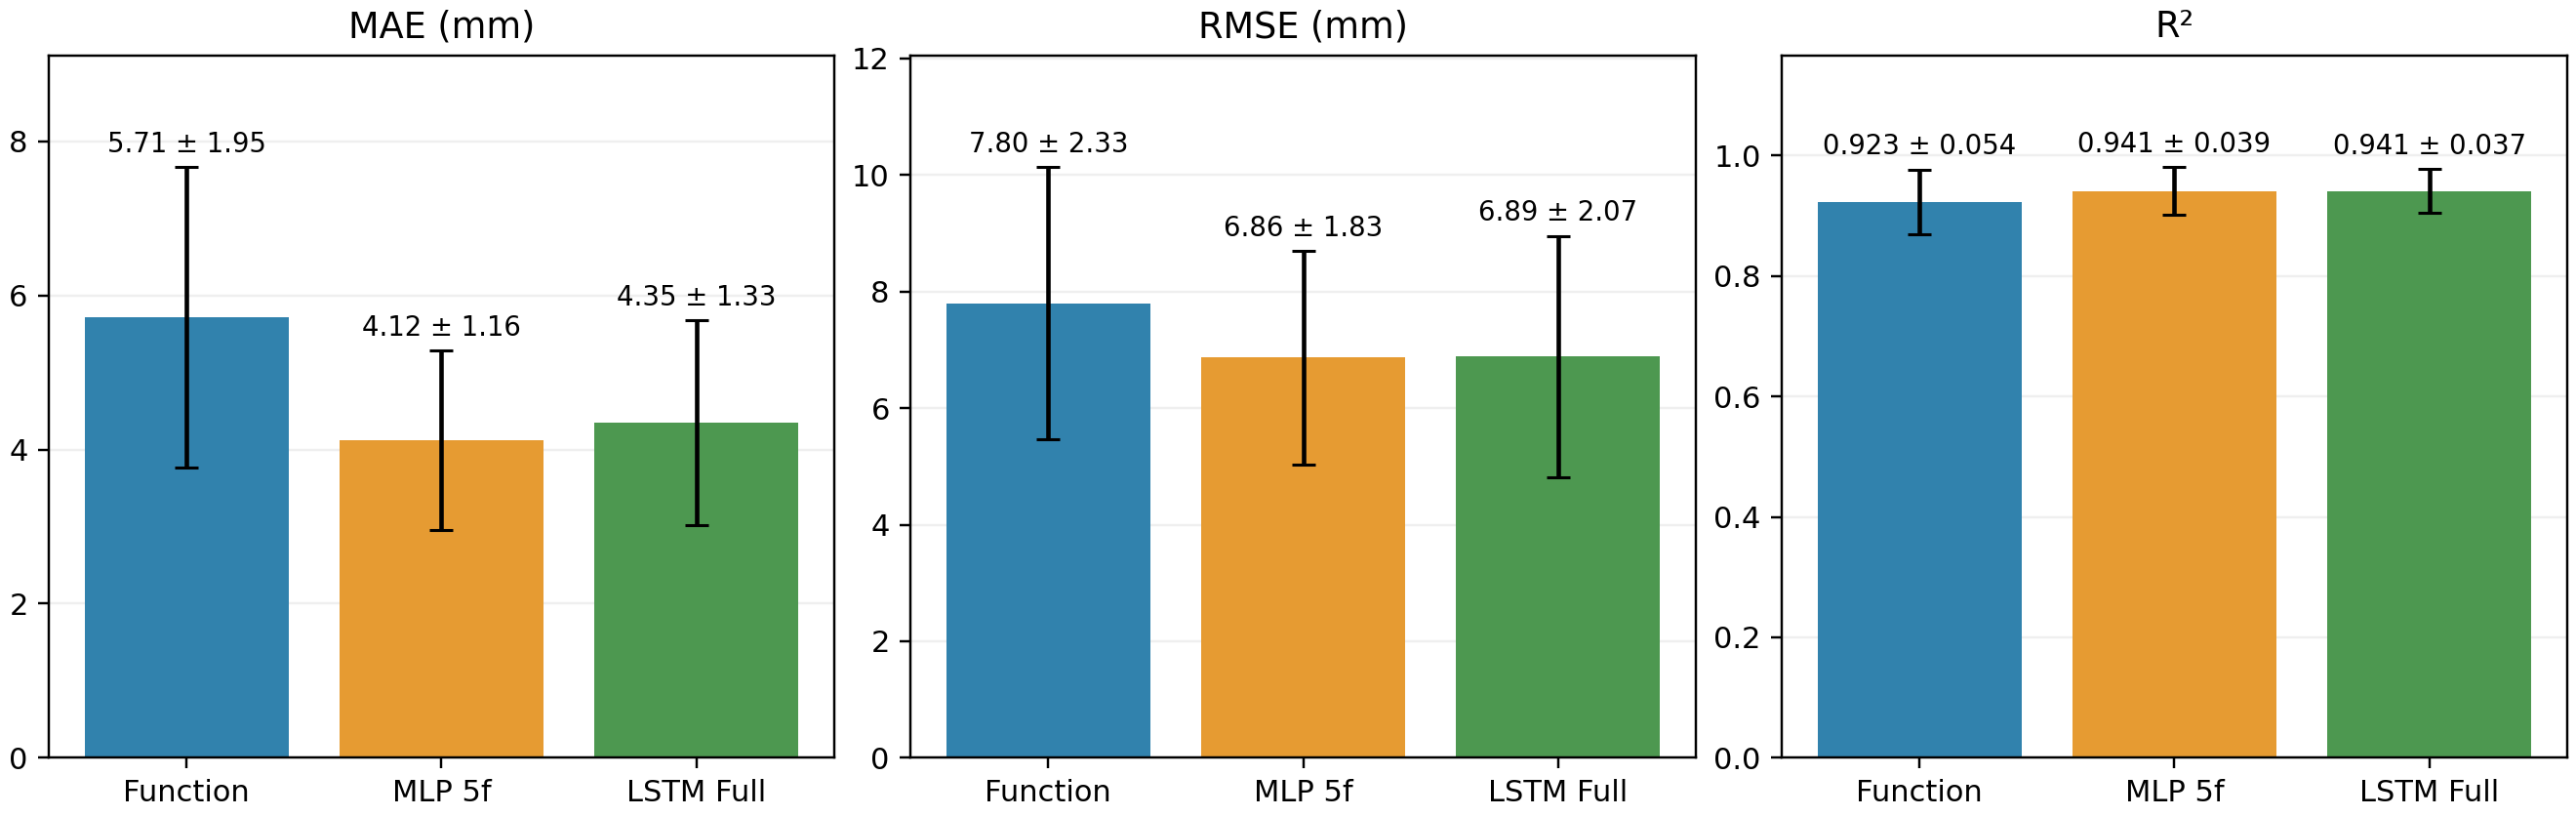 MAE (mm)
8
6
4
2
0
5.71 ± 1.95
4.12 ± 1.16
4.35 ± 1.33
Function
MLP 5f
LSTM Full
RMSE (mm)
12
10
8
6
4
2
0
7.80 ± 2.33
6.86 ± 1.83
6.89 ± 2.07
Function
MLP 5f
LSTM Full
R²
1.0
0.8
0.6
0.4
0.2
0.0
0.923 ± 0.054
0.941 ± 0.039
0.941 ± 0.037
Function
MLP 5f
LSTM Full